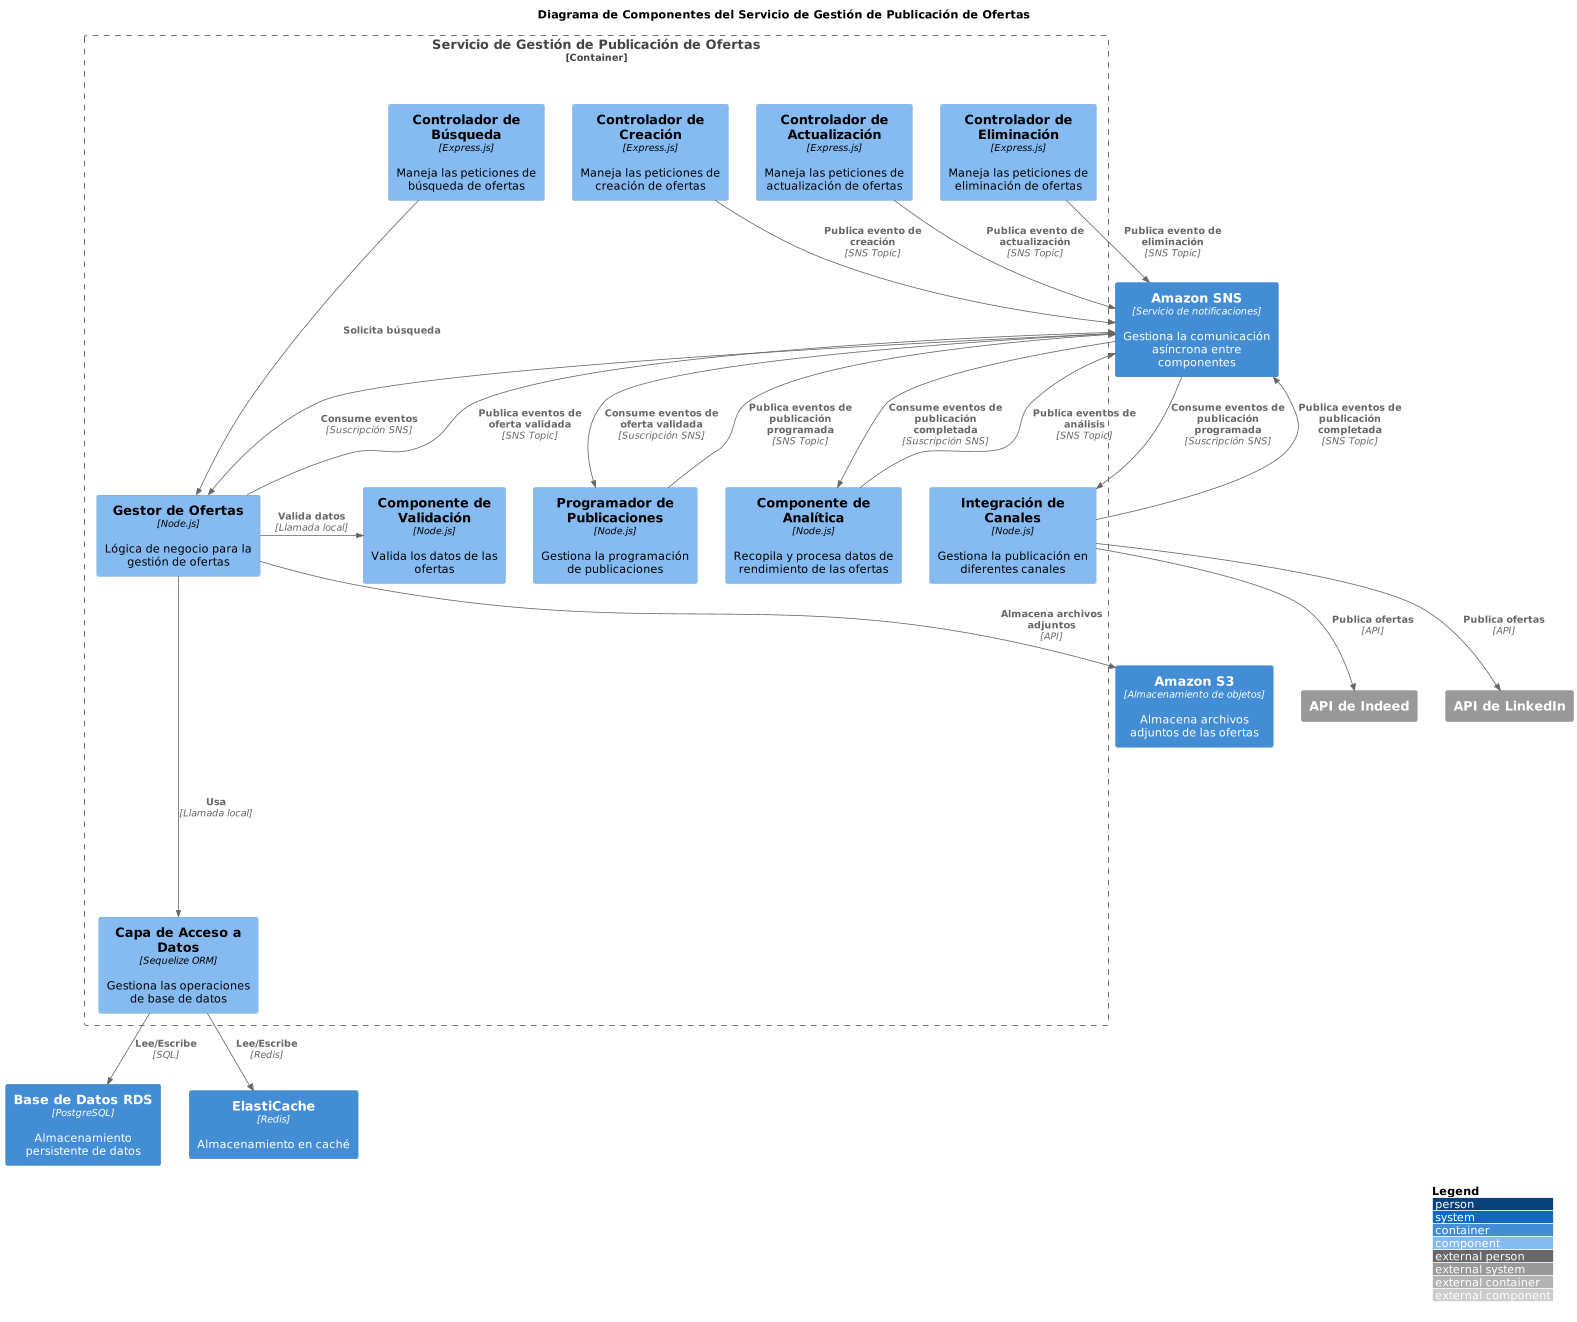 Diagrama de Componentes del Servicio de Gestión de Publicación de Ofertas
Servicio de Gestión de Publicación de Ofertas
[Container]
Controlador de
Búsqueda
[Express.js]
Maneja las peticiones de
búsqueda de ofertas
Controlador de
Creación
[Express.js]
Maneja las peticiones de
creación de ofertas
Controlador de
Actualización
[Express.js]
Maneja las peticiones de
actualización de ofertas
Controlador de
Eliminación
[Express.js]
Maneja las peticiones de
eliminación de ofertas
Publica evento de
creación
[SNS Topic]
Publica evento de
actualización
[SNS Topic]
Publica evento de
eliminación
[SNS Topic]
Amazon SNS
[Servicio de notificaciones]
Gestiona la comunicación
asíncrona entre
componentes
Solicita búsqueda
Consume eventos
[Suscripción SNS]
Publica eventos de
oferta validada
[SNS Topic]
Consume eventos de
oferta validada
[Suscripción SNS]
Publica eventos de
publicación
programada
[SNS Topic]
Consume eventos de
publicación
completada
[Suscripción SNS]
Publica eventos de
análisis
[SNS Topic]
Consume eventos de
publicación
programada
[Suscripción SNS]
Publica eventos de
publicación
completada
[SNS Topic]
Gestor de Ofertas
[Node.js]
Lógica de negocio para la
gestión de ofertas
Valida datos
[Llamada local]
Componente de
Validación
[Node.js]
Valida los datos de las
ofertas
Programador de
Publicaciones
[Node.js]
Gestiona la programación
de publicaciones
Componente de
Analítica
[Node.js]
Recopila y procesa datos de
rendimiento de las ofertas
Integración de
Canales
[Node.js]
Gestiona la publicación en
diferentes canales
Almacena archivos
adjuntos
[API]
Publica ofertas
[API]
Publica ofertas
[API]
Amazon S3
[Almacenamiento de objetos]
Almacena archivos
adjuntos de las ofertas
API de Indeed
API de LinkedIn
Usa
[Llamada local]
Capa de Acceso a
Datos
[Sequelize ORM]
Gestiona las operaciones
de base de datos
Lee/Escribe
[SQL]
Lee/Escribe
[Redis]
Base de Datos RDS
[PostgreSQL]
Almacenamiento
persistente de datos
ElastiCache
[Redis]
Almacenamiento en caché
Legend
person
system
container
component
external person
external system
external container
external component